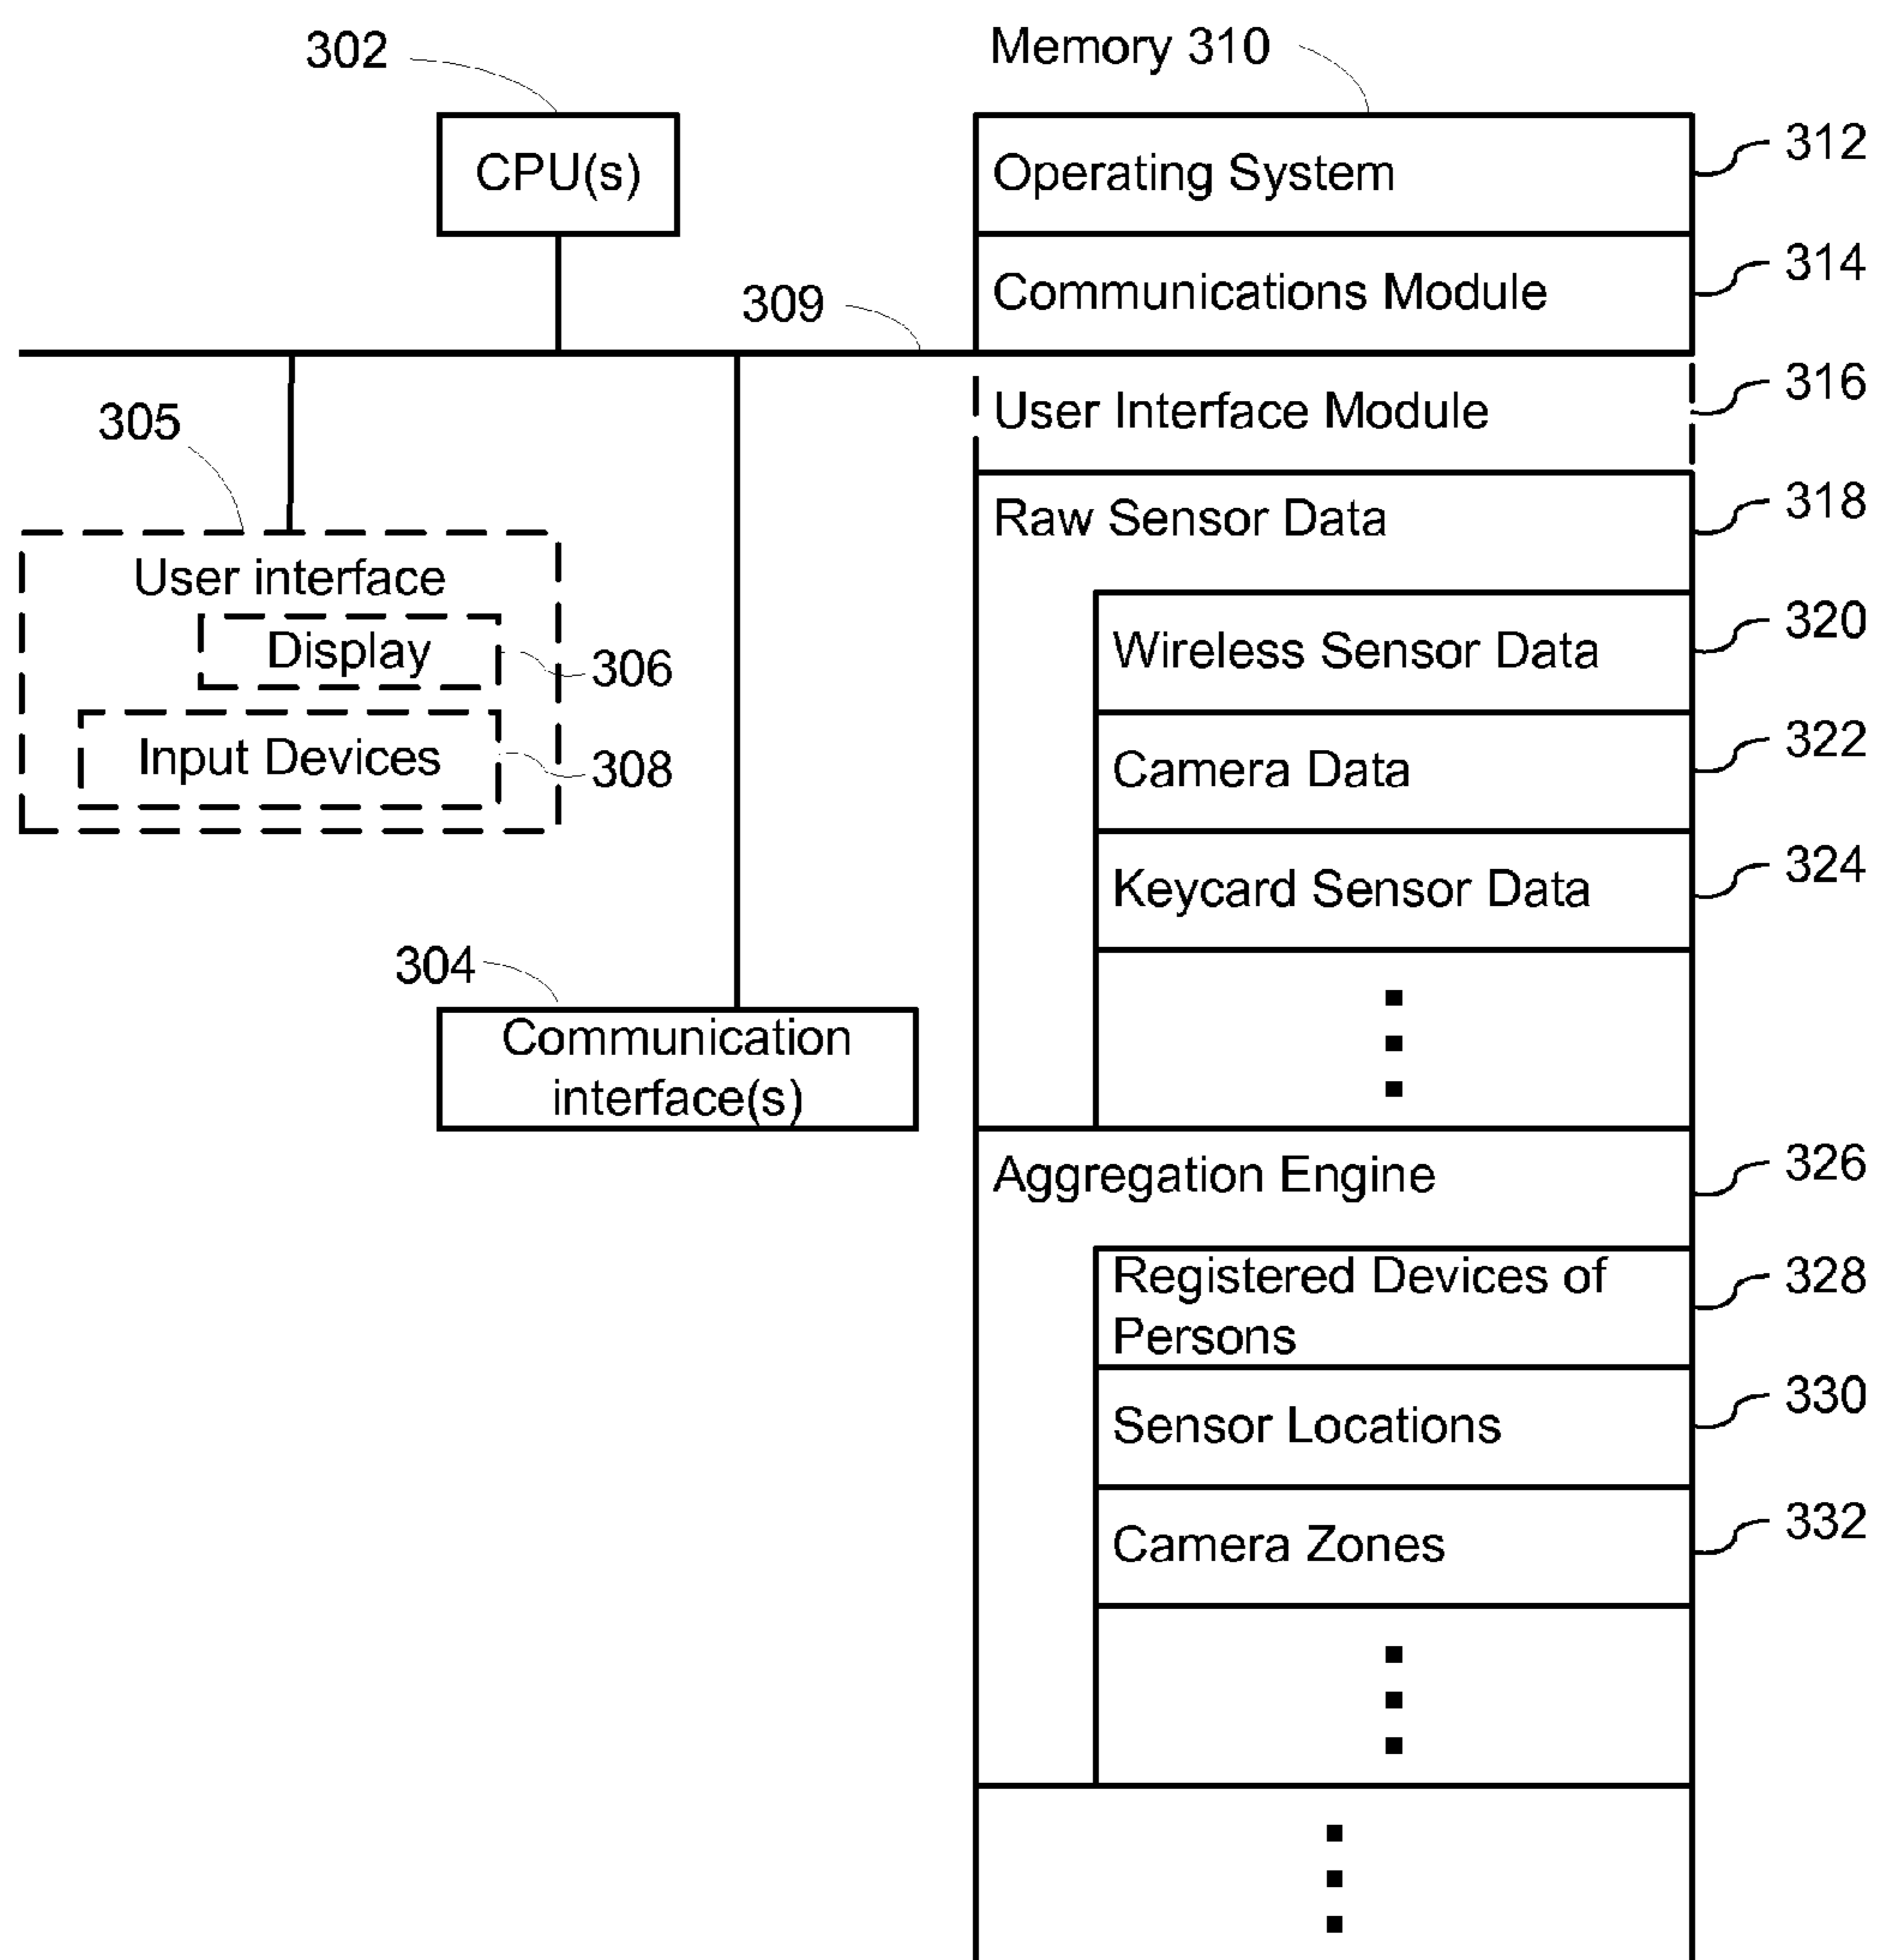 302
Memory 310
CPU(s)
Operating System
312
Communications Module
314
309
User Interface Module
316
305
Raw Sensor Data
318
User interface
Display
306
Input Devices
308
Wireless Sensor Data
320
Camera Data
322
Keycard Sensor Data
324
304
Communication
interface(s)
Aggregation Engine
326
Registered Devices of
Persons
328
Sensor Locations
330
Camera Zones
332